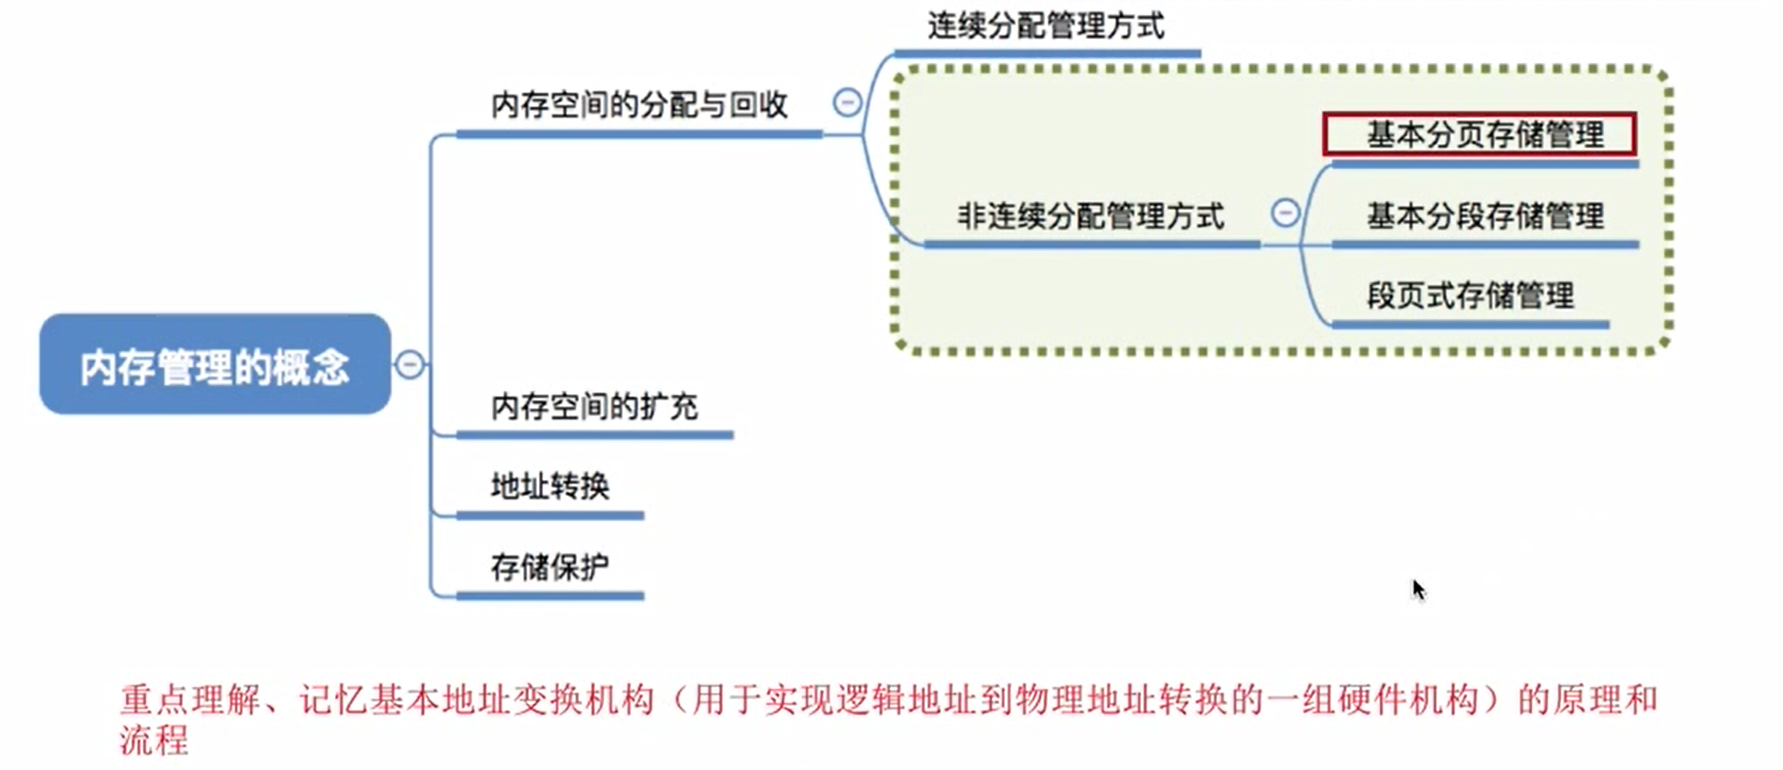 连续分配管理方式
内存空间的分配与回收
基本分页存储管理
非连续分配管理方式
基本分段存储管理
段页式存储管理
内存管理的概念
内存空间的扩充
地址转换
存储保护
重点理解、记忆基本地址变换机构（用于实现逻辑地址到物理地址转换的一组硬件机构）的原理和
流程